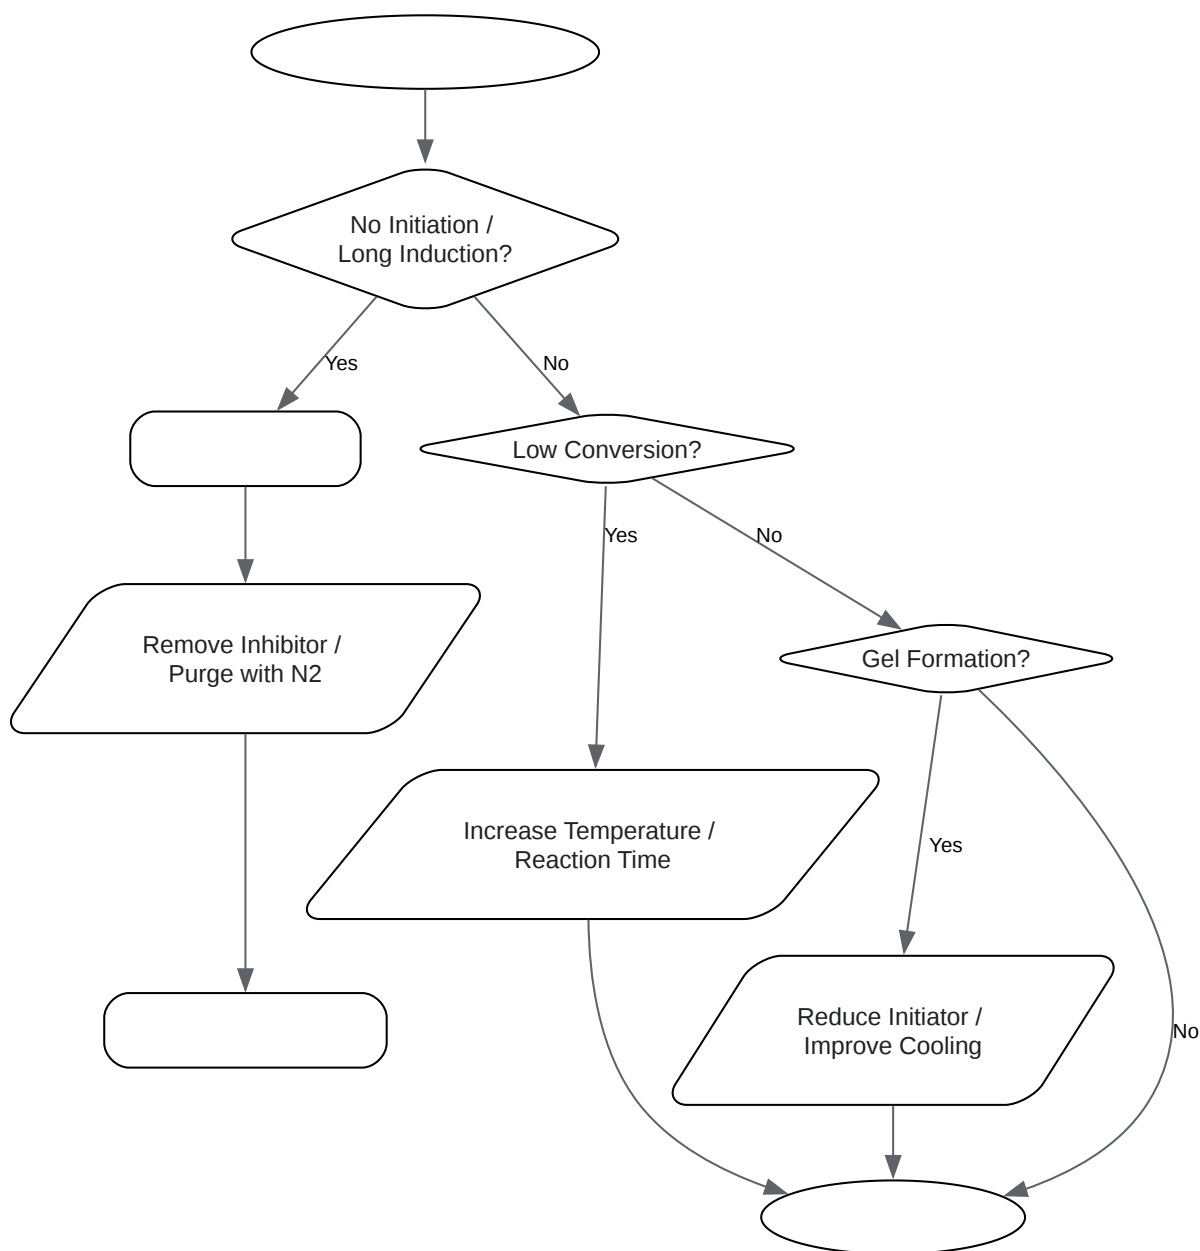 No Initiation /
Long Induction?
Yes
No
Low Conversion?
Yes
No
Remove Inhibitor /
Purge with N2
Gel Formation?
Increase Temperature /
Reaction Time
Yes
Reduce Initiator /
Improve Cooling
No